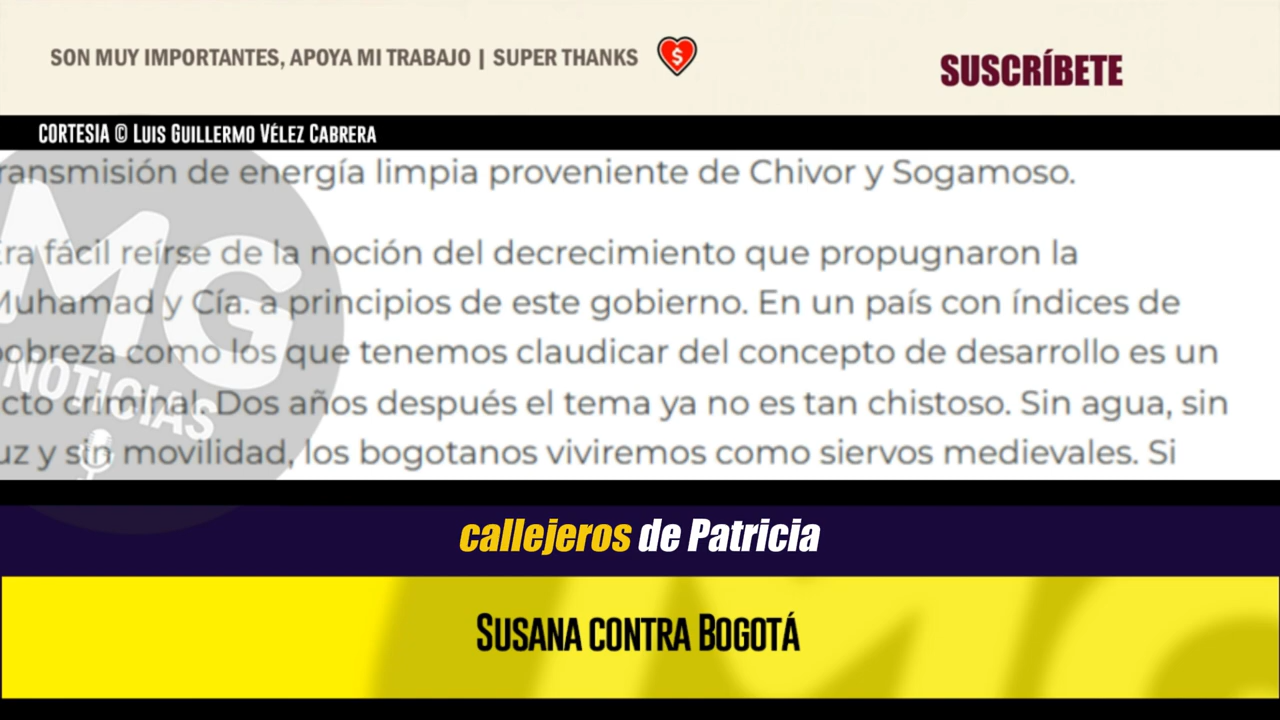 SON MUY IMPORTANTES, APOYA MI TRABAJO | SUPER THANKS $
SUSCRÍBETE
CORTESIA © LUIS GUILLERMO VÉLEZ CABRERA
ransmisión de energía limpia proveniente de Chivor y Sogamoso.
Era fácil reírse de la noción del decrecimiento que propugnaron la
Muhamad y Cía. a principios de este gobierno. En un país con índices de
pobreza como los que tenemos claudicar del concepto de desarrollo es un
cto criminal. Dos años después el tema ya no es tan chistoso. Sin agua, sin
uz y sin movilidad, los bogotanos viviremos como siervos medievales. Si
MG
NOTICIAS
callejeros de Patricia
SUSANA CONTRA BOGOTÁ